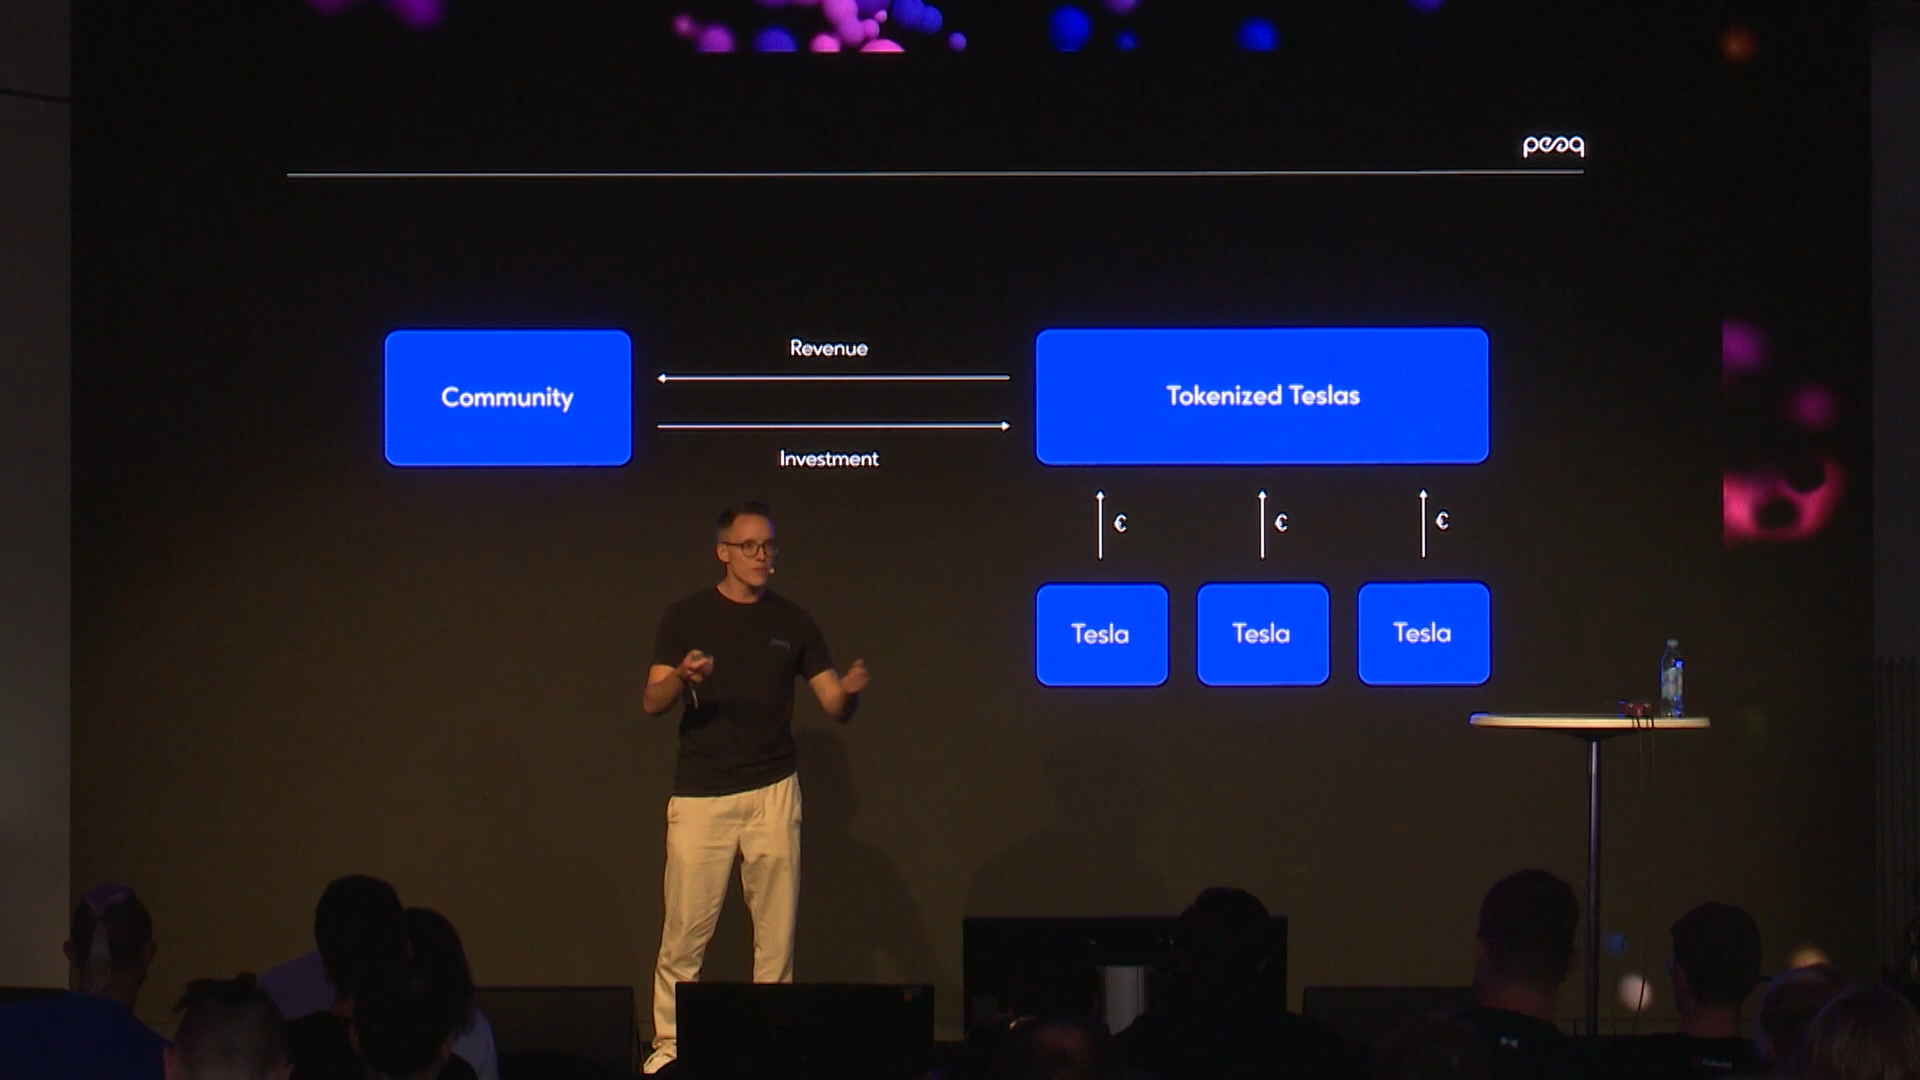 peaq
Revenue
Community
Tokenized Teslas
Investment
€ € €
Tesla Tesla Tesla